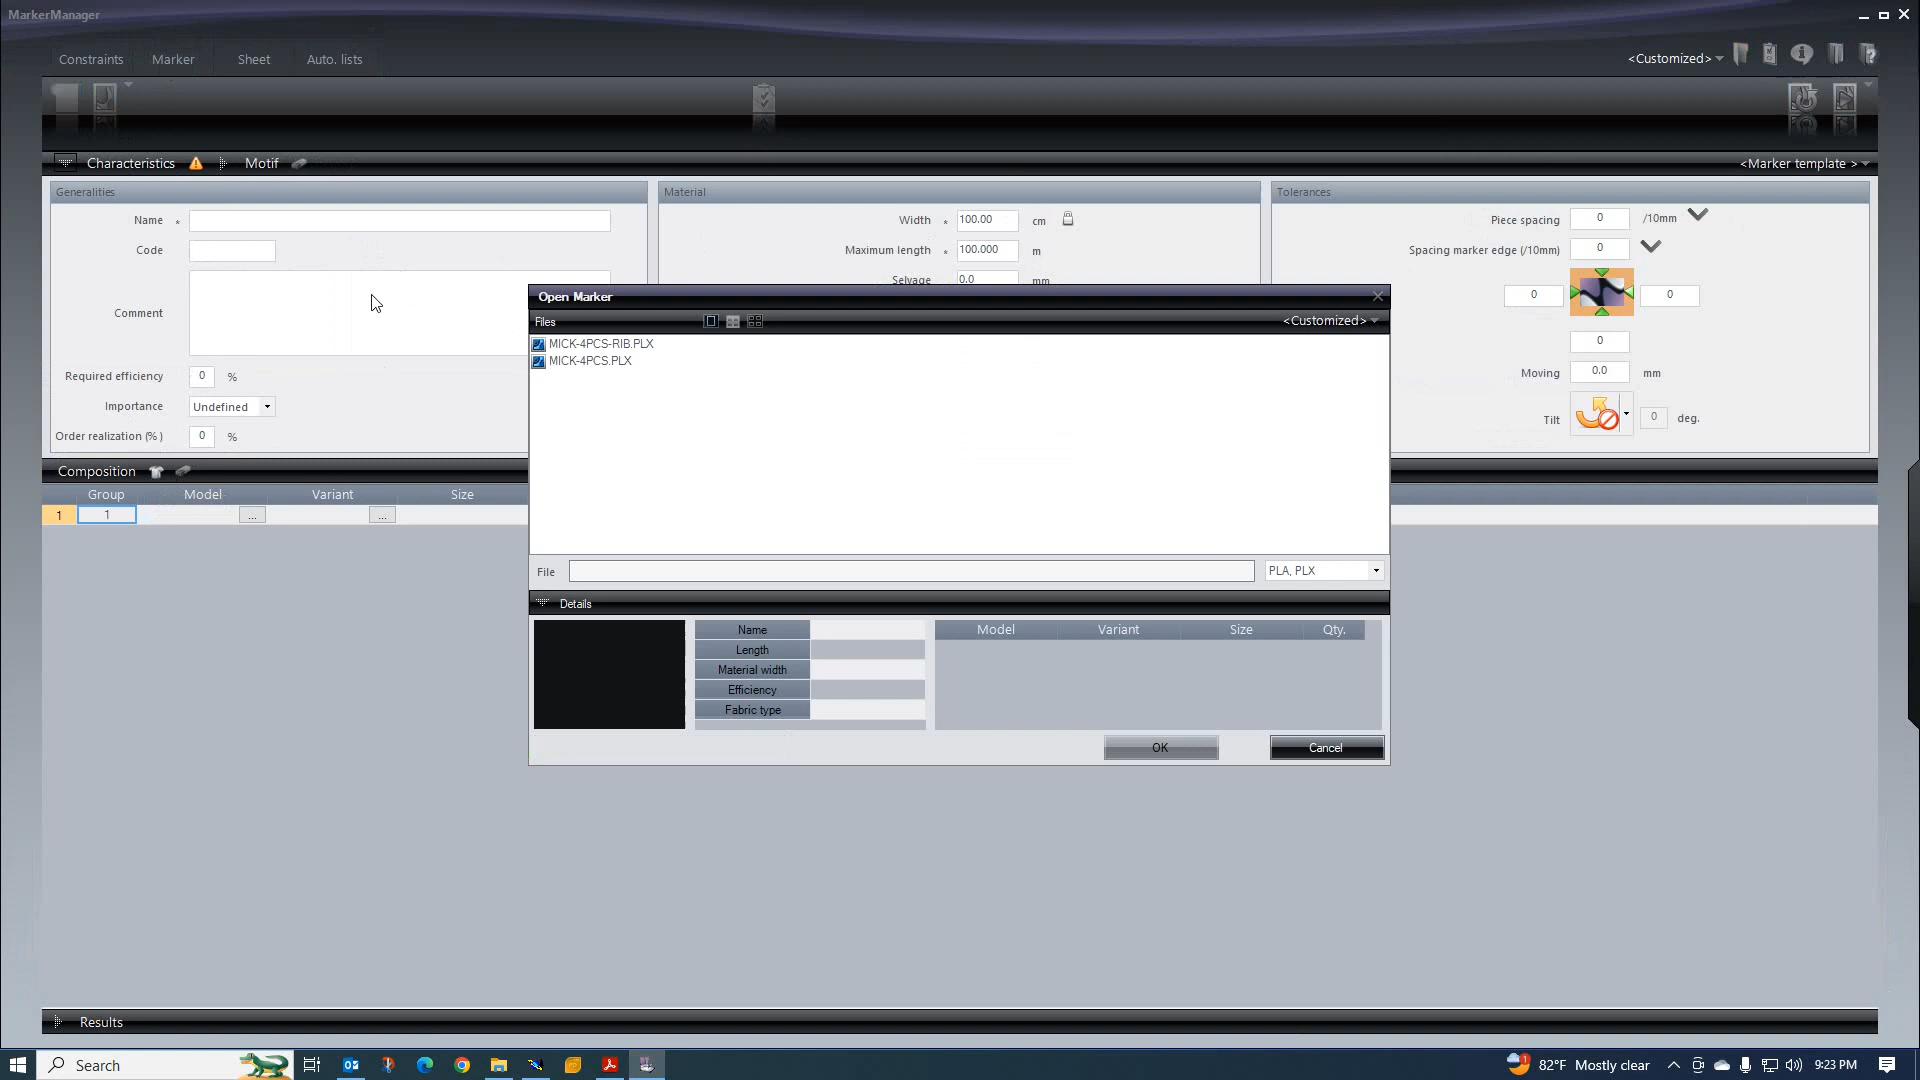 MarkerManager
Constraints Marker Sheet Auto. lists <Customized>
Characteristics Motif <Marker template >
Generalities Material Tolerances
Name * Width * 100.00 cm Piece spacing 0 /10mm
Code Maximum length * 100.000 m Spacing marker edge (/10mm) 0
Selvage 0.0 mm
0 0
Comment
0
Required efficiency 0 % Moving 0.0 mm
Importance Undefined Tilt 0 deg.
Order realization (%) 0 %
Composition
Group Model Variant Size
1 1 ... ...
Open Marker
Files <Customized>
MICK-4PCS-RIB.PLX
MICK-4PCS.PLX
File PLA, PLX
Details
Name Model Variant Size Qty.
Length
Material width
Efficiency
Fabric type
OK Cancel
Results
Search 1 82°F Mostly clear 9:23 PM